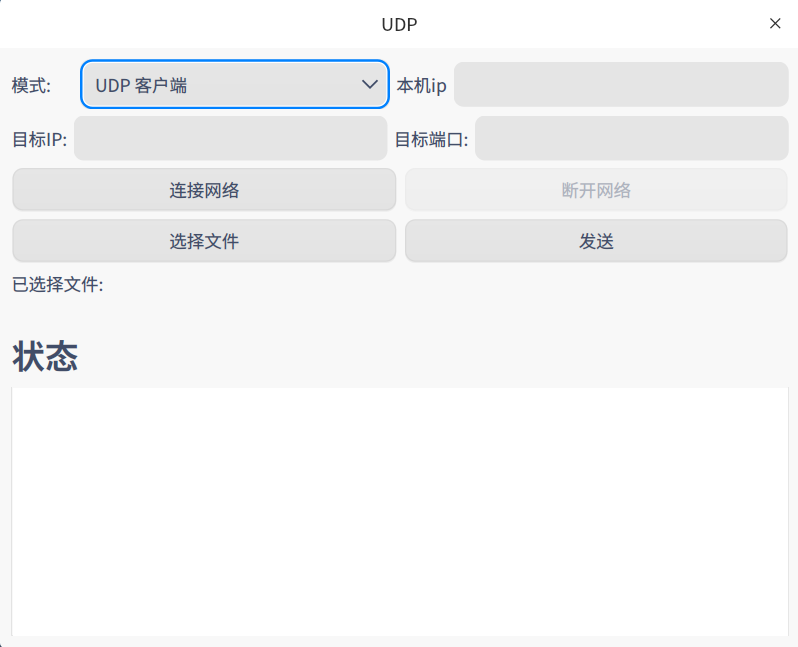 UDP
模式: UDP 客户端 本机ip
目标IP: 目标端口:
连接网络 断开网络
选择文件 发送
已选择文件:
状态